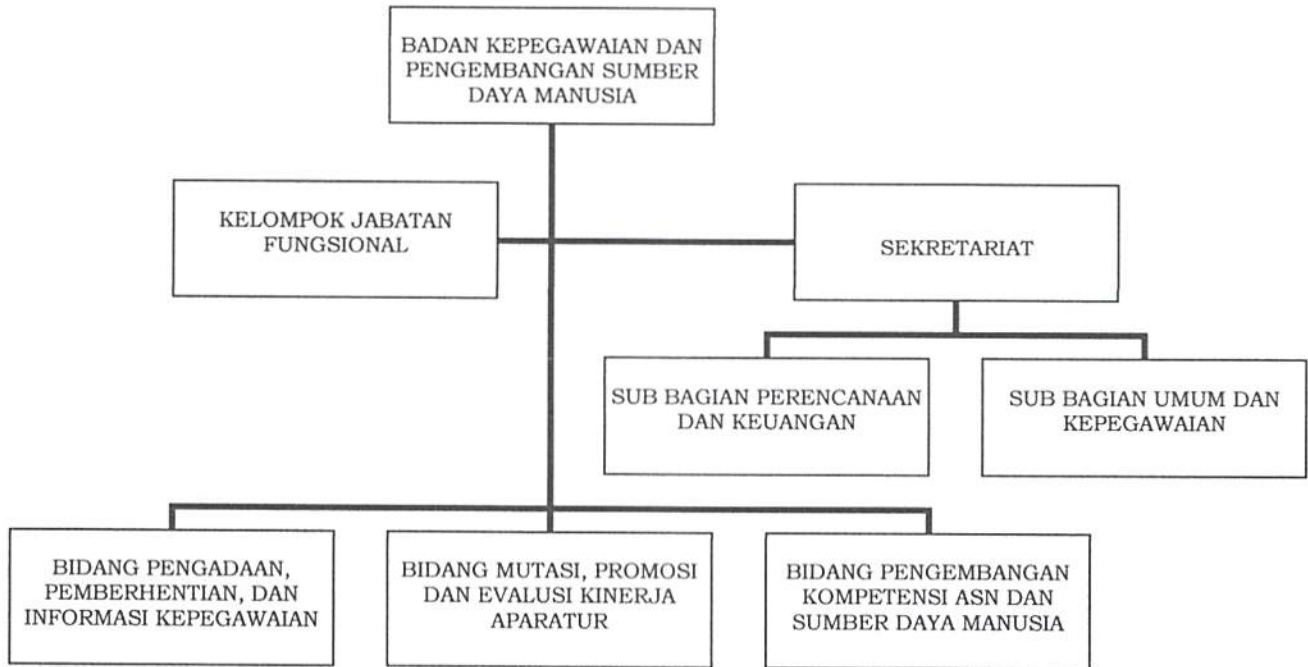 BADAN KEPEGAWAIAN DAN
PENGEMBANGAN SUMBER
DAYA MANUSIA
KELOMPOK JABATAN
FUNGSIONAL
SEKRETARIAT
SUB BAGIAN PERENCANAAN
DAN KEUANGAN
SUB BAGIAN UMUM DAN
KEPEGAWAIAN
BIDANG PENGADAAN,
PEMBERHENTIAN, DAN
INFORMASI KEPEGAWAIAN
BIDANG MUTASI, PROMOSI
DAN EVALUSI KINERJA
APARATUR
BIDANG PENGEMBANGAN
KOMPETENSI ASN DAN
SUMBER DAYA MANUSIA